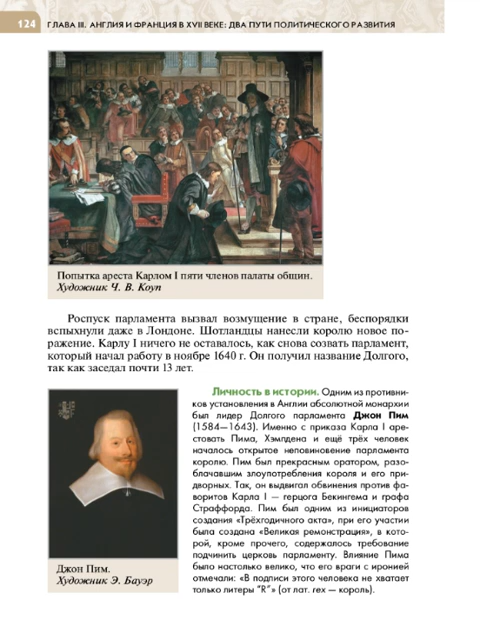 124 ГЛАВА III. АНГЛИЯ И ФРАНЦИЯ В XVII ВЕКЕ: ДВА ПУТИ ПОЛИТИЧЕСКОГО РАЗВИТИЯ
Попытка ареста Карлом I пяти членов палаты общин.
Художник Ч. В. Коуп
Роспуск парламента вызвал возмущение в стране, беспорядки
вспыхнули даже в Лондоне. Шотландцы нанесли королю новое по-
ражение. Карлу I ничего не оставалось, как снова созвать парламент,
который начал работу в ноябре 1640 г. Он получил название Долгого,
так как заседал почти 13 лет.
Личность в истории. Одним из противни-
ков установления в Англии абсолютной монархии
был лидер Долгого парламента Джон Пим
(1584—1643). Именно с приказа Карла I аре-
стовать Пима, Хэмпдена и ещё трёх человек
началось открытое неповиновение парламента
королю. Пим был прекрасным оратором, разо-
блачавшим злоупотребления короля и его при-
дворных. Так, он выдвигал обвинения против фа-
воритов Карла I — герцога Бекингема и графа
Страффорда. Пим был одним из инициаторов
создания «Трёхгодичного акта», при его участии
была создана «Великая ремонстрация», в кото-
рой, кроме прочего, содержалось требование
подчинить церковь парламенту. Влияние Пима
было настолько велико, что его враги с иронией
отмечали: «В подписи этого человека не хватает
только литеры "R"» (от лат. rex — король).
Джон Пим.
Художник Э. Бауэр